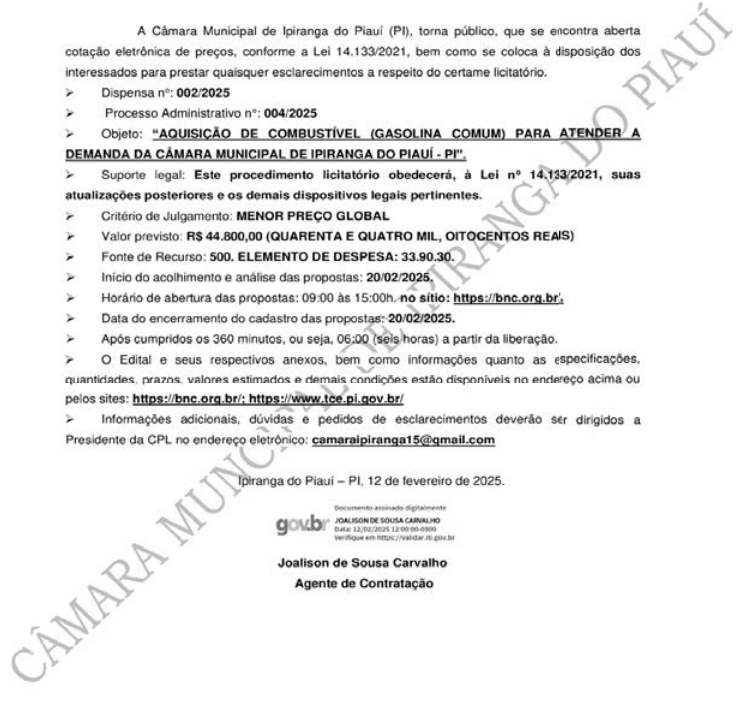 A Câmara Municipal de Ipiranga do Piauí (PI), torna público, que se encontra aberta
cotação eletrônica de preços, conforme a Lei 14.133/2021, bem como se coloca à disposição dos
interessados para prestar quaisquer esclarecimentos a respeito do certame licitatório.
➢ Dispensa nº: 002/2025
➢ Processo Administrativo n°: 004/2025
➢ Objeto: "AQUISIÇÃO DE COMBUSTÍVEL (GASOLINA COMUM) PARA ATENDER A
DEMANDA DA CÂMARA MUNICIPAL DE IPIRANGA DO PIAUÍ - PI".
➢ Suporte legal: Este procedimento licitatório obedecerá, à Lei nº 14.133/2021, suas
atualizações posteriores e os demais dispositivos legais pertinentes.
➢ Critério de Julgamento: MENOR PREÇO GLOBAL
➢ Valor previsto: R$ 44.800,00 (QUARENTA E QUATRO MIL, OITOCENTOS REAIS)
➢ Fonte de Recurso: 500. ELEMENTO DE DESPESA: 33.90.30.
➢ Início do acolhimento e análise das propostas: 20/02/2025.
➢ Horário de abertura das propostas: 09:00 às 15:00h. no sítio: https://bnc.org.br/.
➢ Data do encerramento do cadastro das propostas: 20/02/2025.
➢ Após cumpridos os 360 minutos, ou seja, 06:00 (seis horas) a partir da liberação.
➢ O Edital e seus respectivos anexos, bem como informações quanto as especificações,
quantidades, prazos, valores estimados e demais condições estão disponíveis no endereço acima ou
pelos sites: https://bnc.org.br/; https://www.tce.pi.gov.br/
➢ Informações adicionais, dúvidas e pedidos de esclarecimentos deverão ser dirigidos a
Presidente da CPL no endereço eletrônico: camaraipiranga15@gmail.com
Ipiranga do Piauí – PI, 12 de fevereiro de 2025.
gov.br
Documento assinado digitalmente
JOALISON DE SOUSA CARVALHO
Data: 12/02/2025 12:00:00-0300
Verifique em https://validar.iti.gov.br
Joalison de Sousa Carvalho
Agente de Contratação
CÂMARA MUNCIPAL DE IPIRANGA DO PIAUÍ